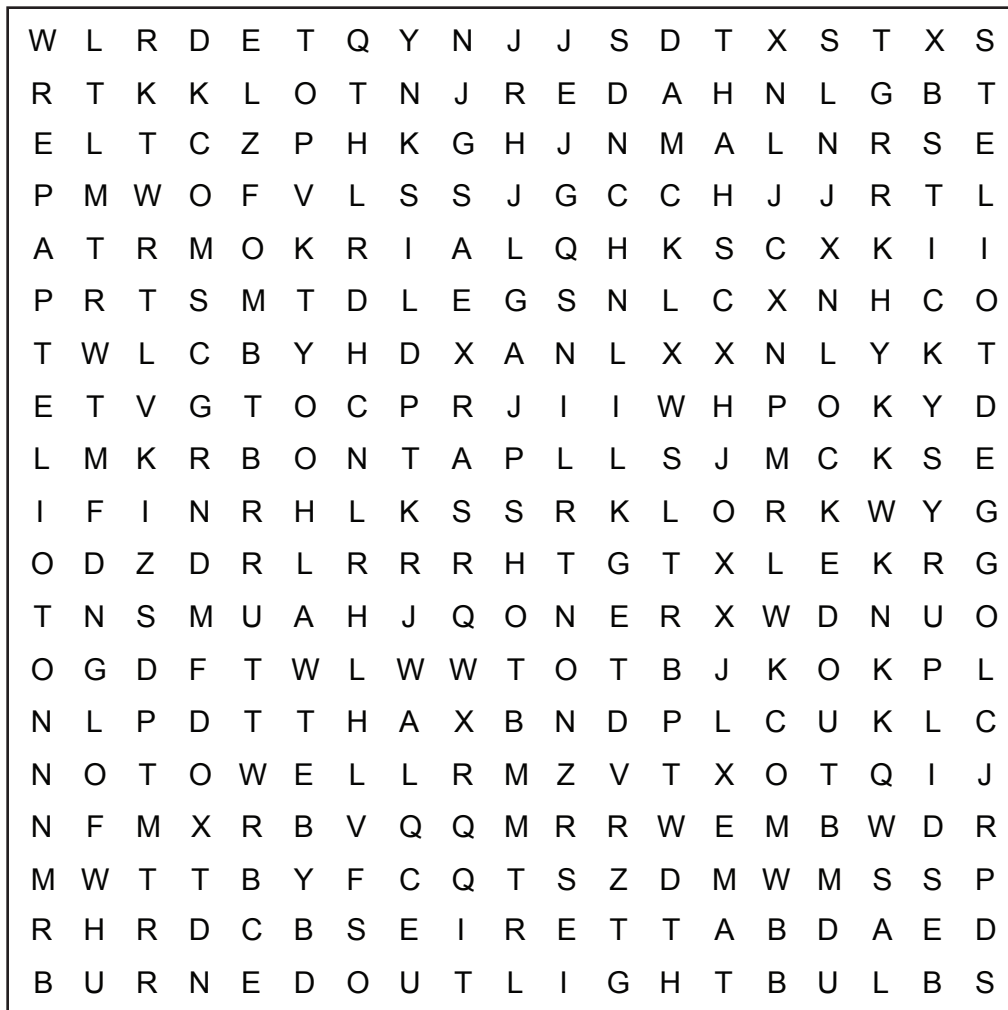 W L R D E T Q Y N J J S D T X S T X S
R T K K L O T N J R E D A H N L G B T
E L T C Z P H K G H J N M A L N R S E
P M W O F V L S S J G C C H J J R T L
A T R M O K R I A L Q H K S C X K I I
P R T S M T D L E G S N L C X N H C O
T W L C B Y H D X A N L X X N L Y K T
E T V G T O C P R J I I W H P O K Y D
L M K R B O N T A P L L S J M C K S E
I F I N R H L K S S R K L O R K W Y G
O D Z D R L R R R H T G T X L E K R G
T N S M U A H J Q O N E R X W D N U O
O G D F T W L W W T O T B J K O K P L
N L P D T T H A X B N D P L C U K L C
N O T O W E L L R M Z V T X O T Q I J
N F M X R B V Q Q M R R W E M B W D R
M W T T B Y F C Q T S Z D M W M S S P
R H R D C B S E I R E T T A B D A E D
B U R N E D O U T L I G H T B U L B S